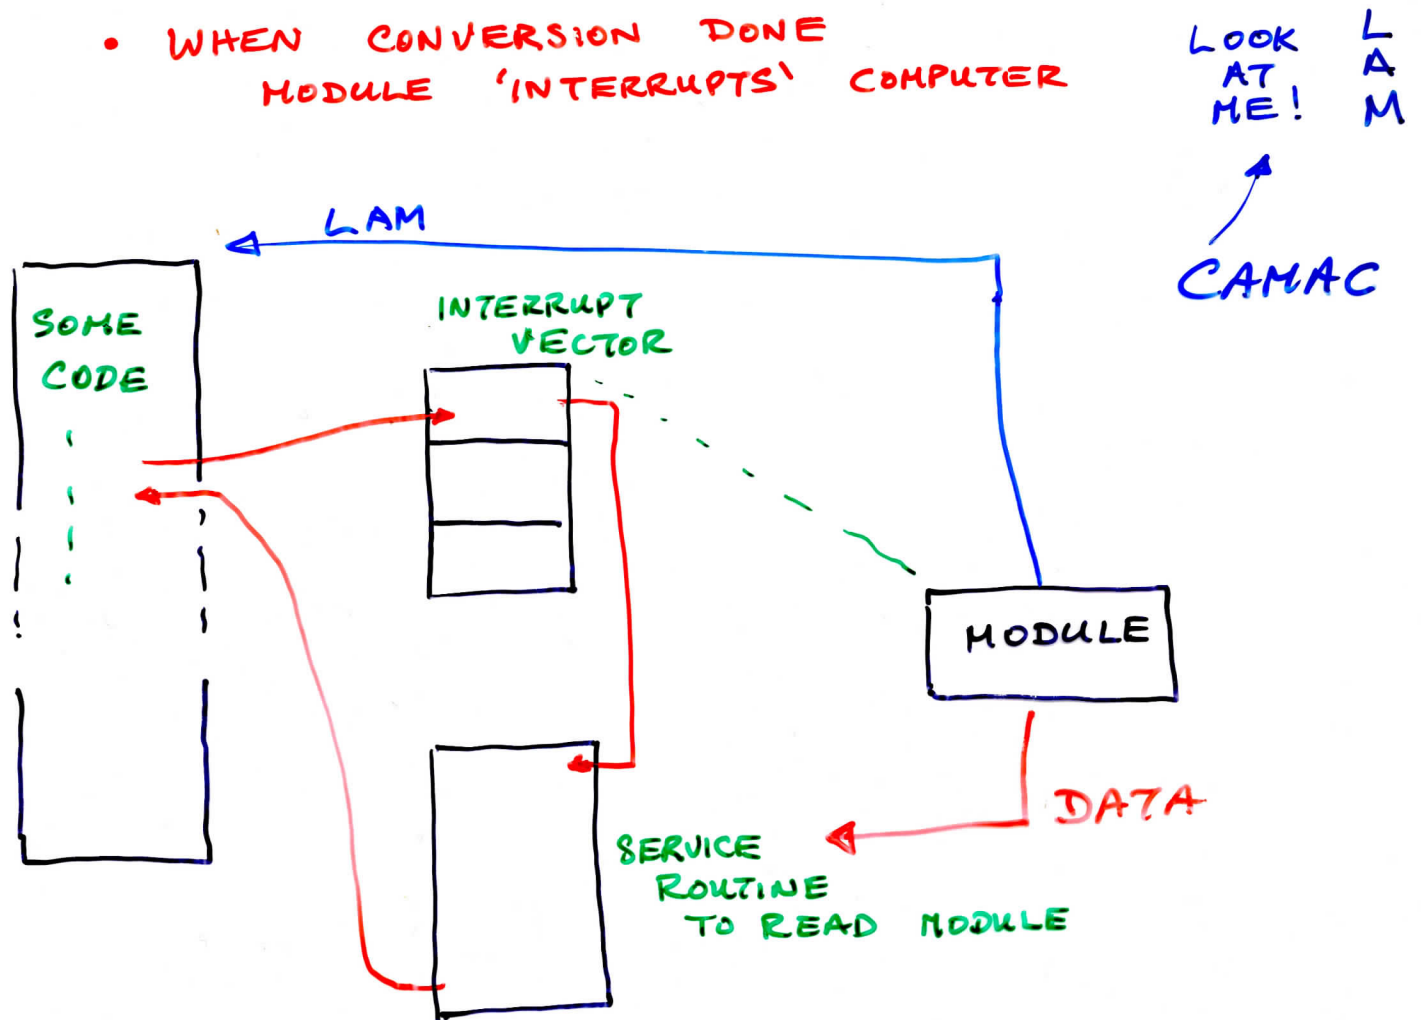 • WHEN CONVERSION DONE
MODULE 'INTERRUPTS' COMPUTER
LOOK
AT
ME!
L
A
M
CAMAC
LAM
SOME
CODE
INTERRUPT
VECTOR
MODULE
DATA
SERVICE
ROUTINE
TO READ MODULE